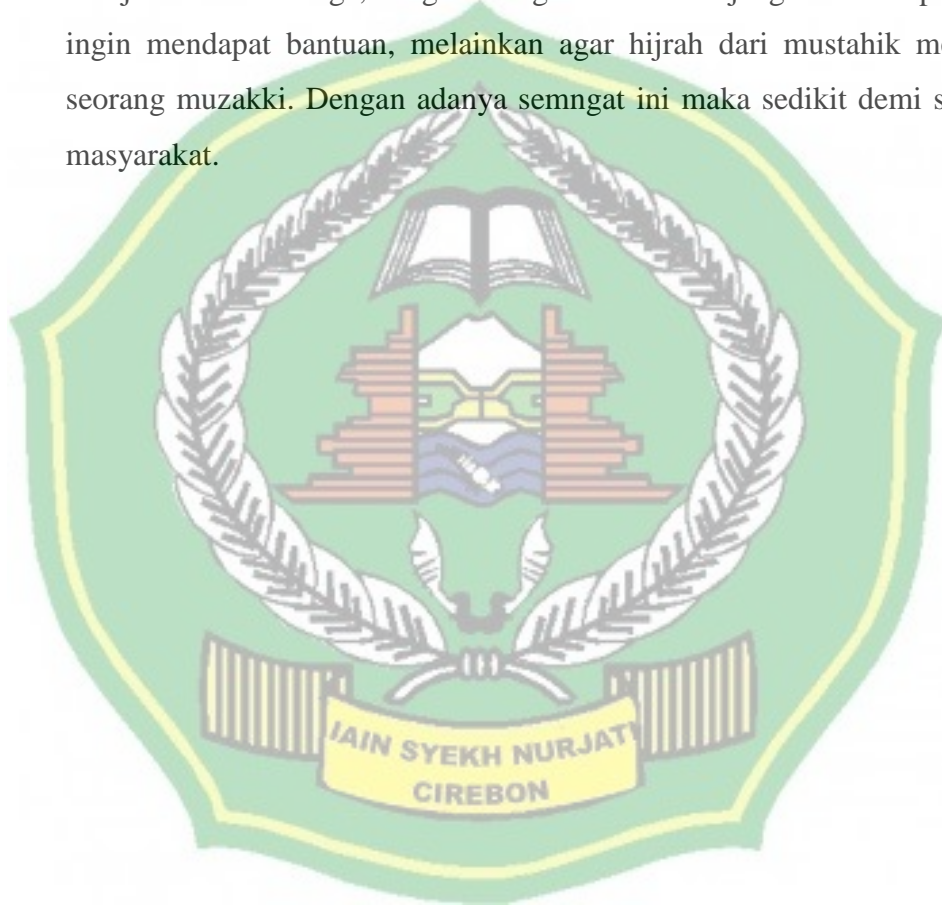 ingin mendapat bantuan, melainkan agar hijrah dari mustahik
seorang muzakki. Dengan adanya semngat ini maka sedikit demi
masyarakat.
IAIN SYEKH NURJATI
CIREBON